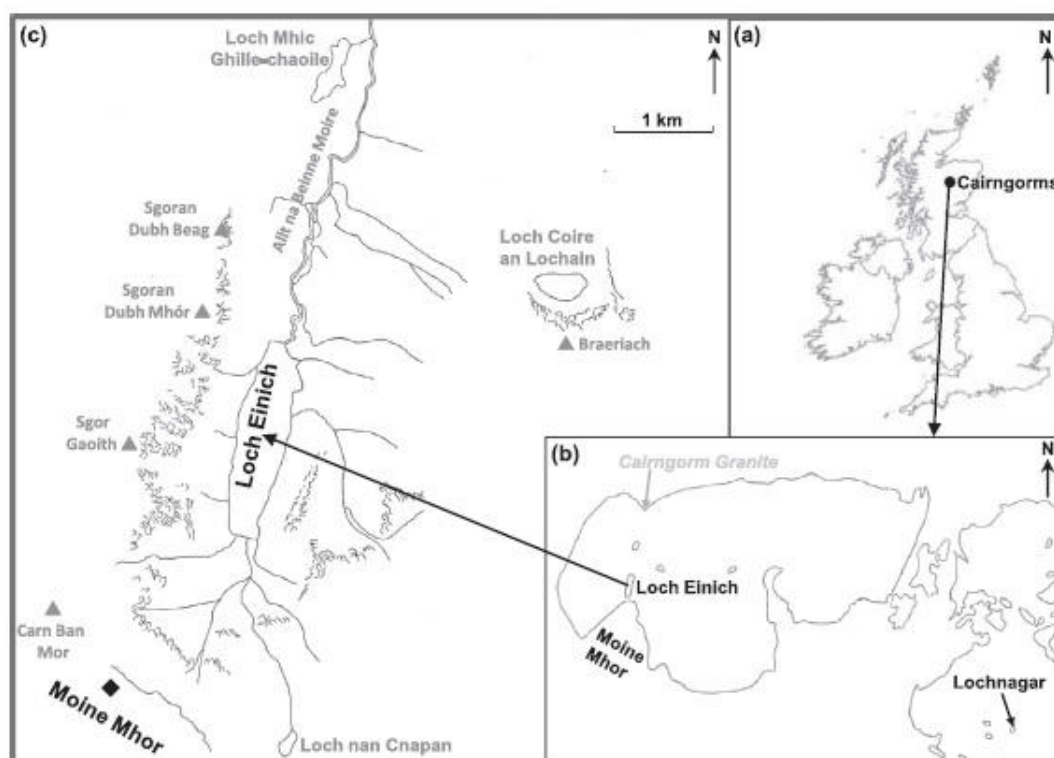 (c)
Loch Mhic
Ghille-chaoile
N
1 km
Allt na Beinne Moire
Sgoran
Dubh Beag
Loch Coire
an Lochain
Sgoran
Dubh Mhór
Braeriach
Loch Einich
Sgor
Gaoith
Carn Ban
Mor
Moine Mhor
Loch nan Cnapan
(a)
N
Cairngorms
(b)
Cairngorm Granite
N
Loch Einich
Moine
Mhor
Lochnagar